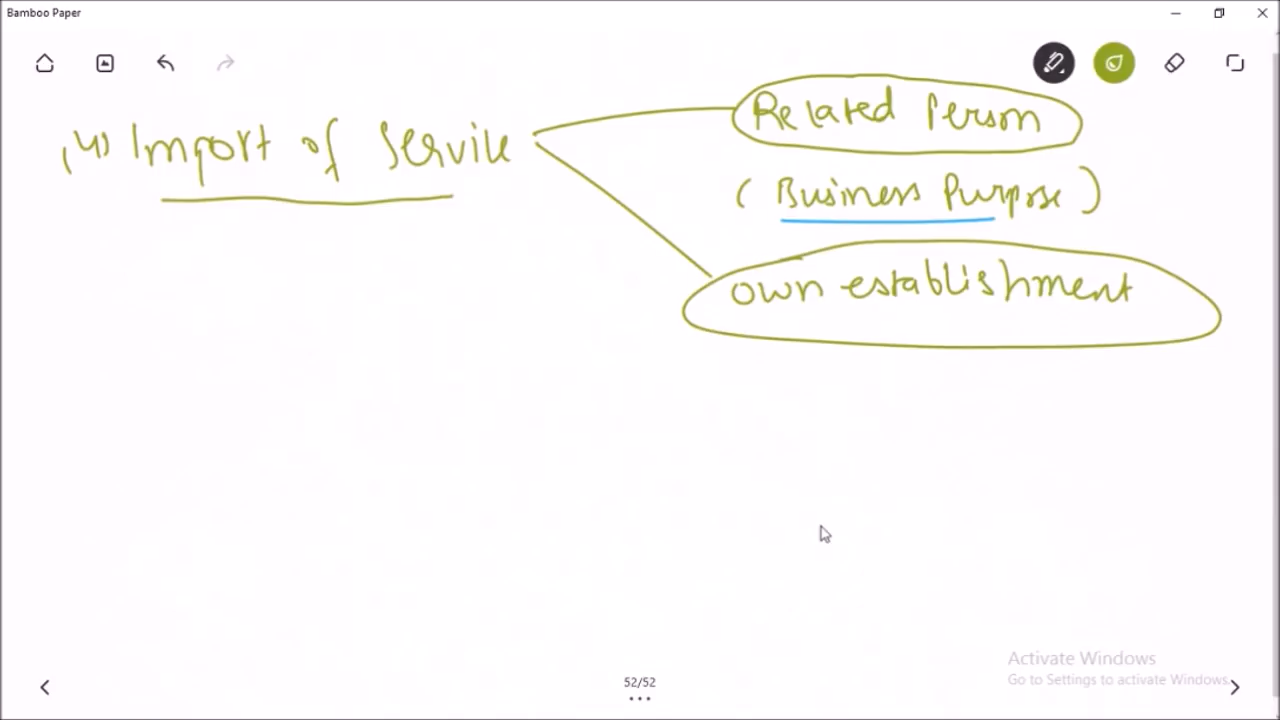 Bamboo Paper
(4) Import of Service
Related Person
(Business Purpose)
own establishment
Activate Windows
Go to Settings to activate Windows.
52/52